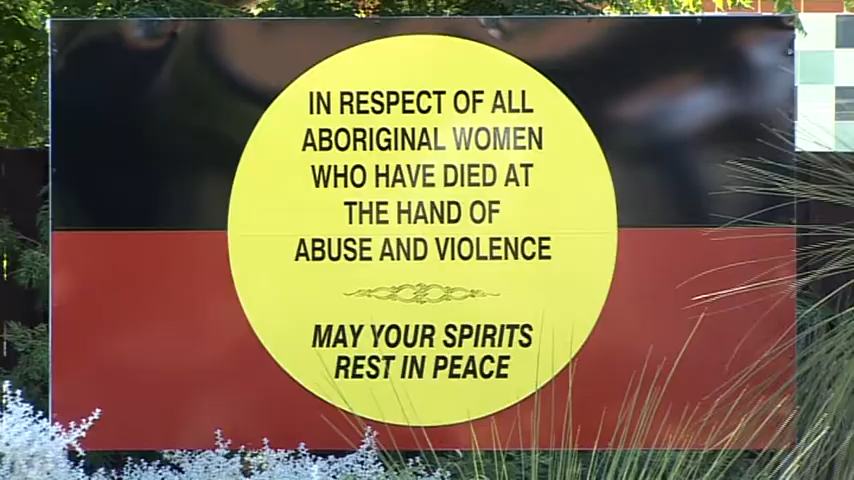 IN RESPECT OF ALL
ABORIGINAL WOMEN
WHO HAVE DIED AT
THE HAND OF
ABUSE AND VIOLENCE
MAY YOUR SPIRITS
REST IN PEACE